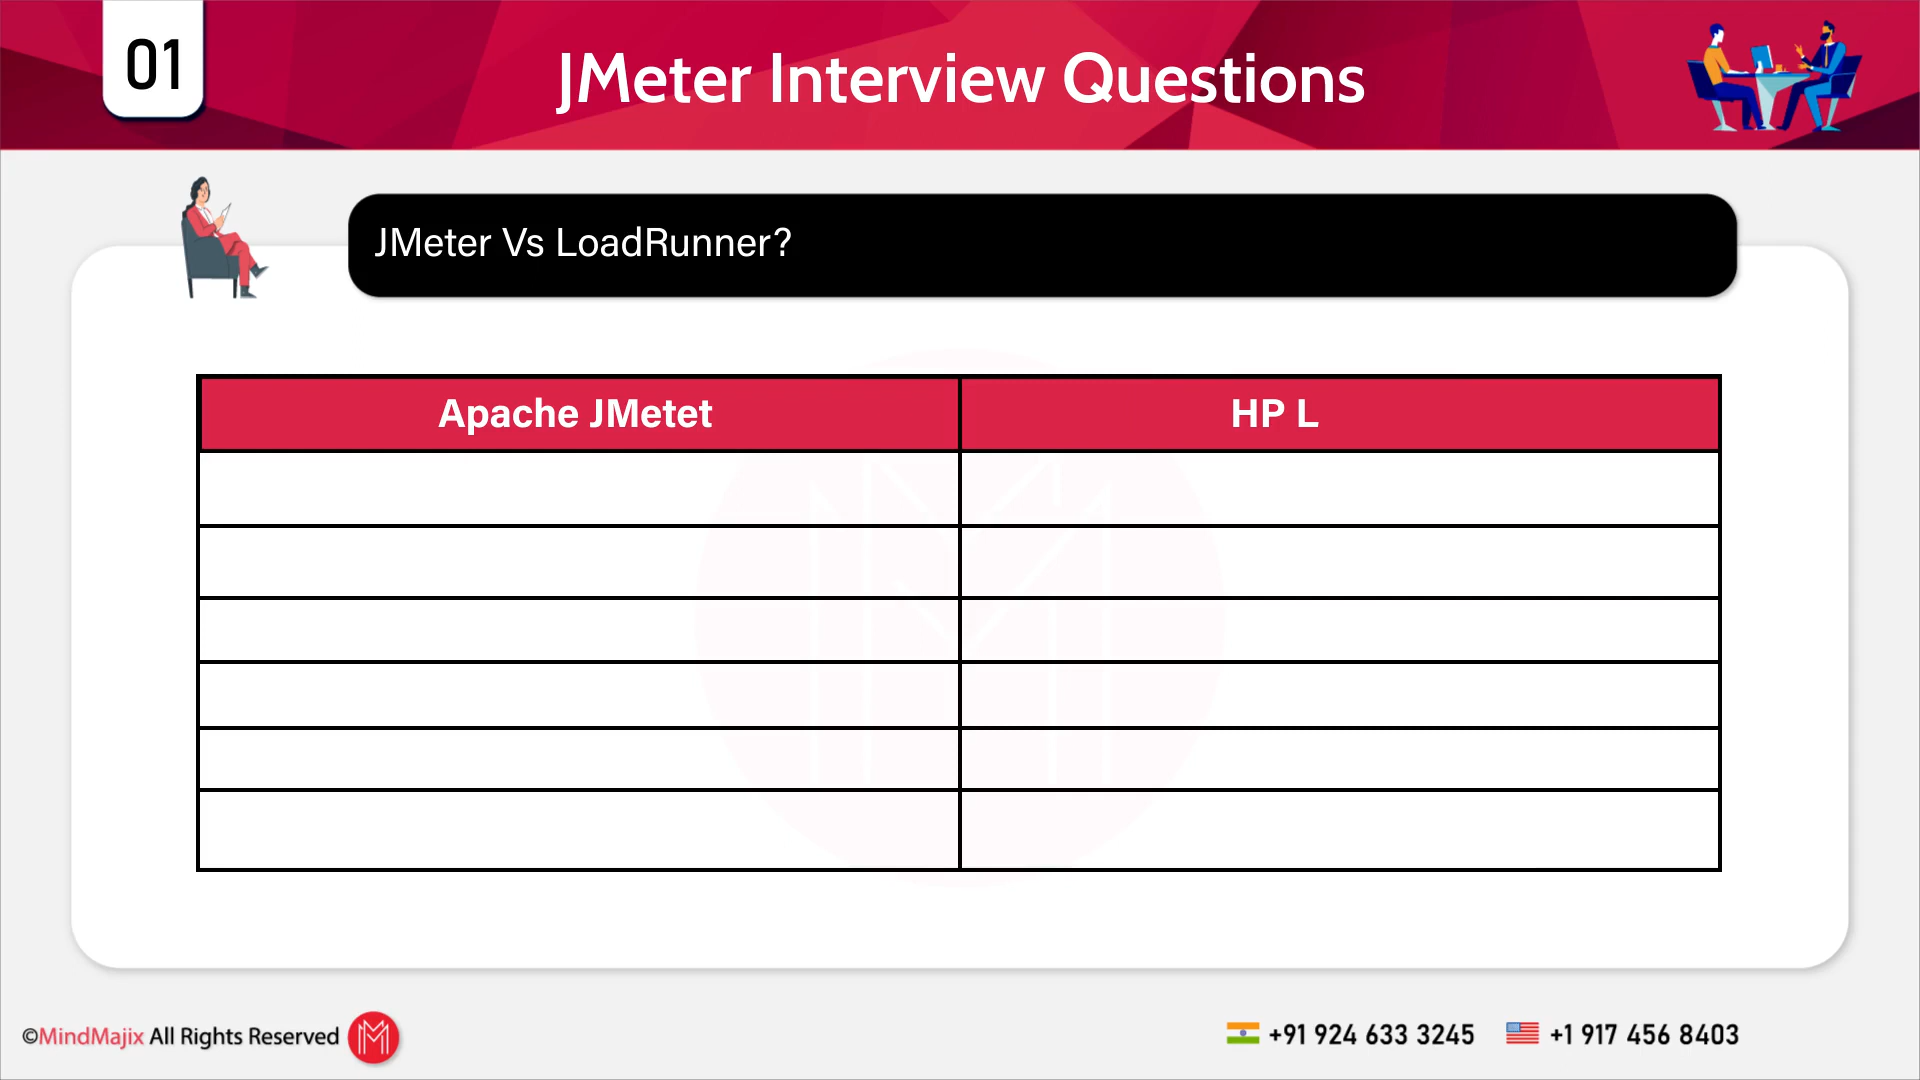 01
JMeter Interview Questions
JMeter Vs LoadRunner?
Apache JMetet
HP L
©MindMajix All Rights Reserved
+91 924 633 3245
+1 917 456 8403